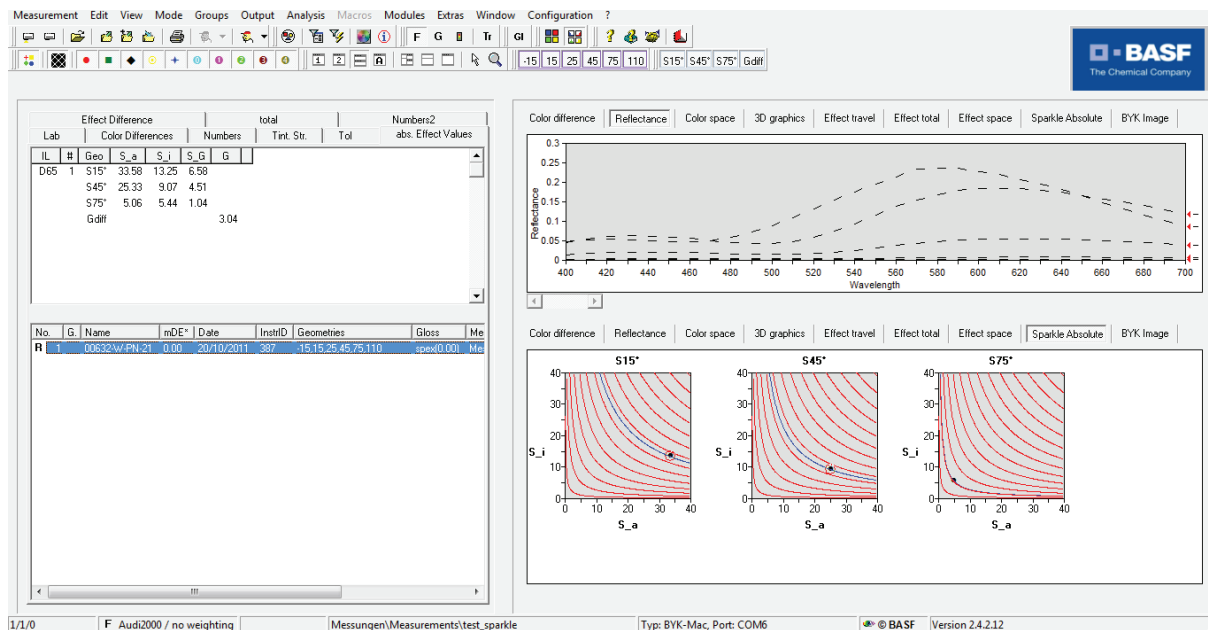 Measurement Edit View Mode Groups Output Analysis Macros Modules Extras Window Configuration ?
F G Tr GI
1 2 A -15 15 25 45 75 110 S15° S45° S75° Gdiff
BASF
The Chemical Company
Effect Difference total Numbers2
Lab Color Differences Numbers Tint. Str. Tol abs. Effect Values
IL # Geo S_a S_i S_G G
D65 1 S15° 33.58 13.25 6.58
S45° 25.33 9.07 4.51
S75° 5.06 5.44 1.04
Gdiff 3.04
No. G. Name mDE* Date InstrID Geometries Gloss Me
R 1 00632-W-PN-21 0.00 20/10/2011 387 -15,15,25,45,75,110 spex(0.00) Me
Color difference Reflectance Color space 3D graphics Effect travel Effect total Effect space Sparkle Absolute BYK Image
0.3
0.25
0.2
0.15
0.1
0.05
0
Reflectance
400 420 440 460 480 500 520 540 560 580 600 620 640 660 680 700
Wavelength
Color difference Reflectance Color space 3D graphics Effect travel Effect total Effect space Sparkle Absolute BYK Image
S15° S45° S75°
40 40 40
30 30 30
20 20 20
S_i S_i S_i
10 10 10
0 0 0
0 10 20 30 40 0 10 20 30 40 0 10 20 30 40
S_a S_a S_a
1/1/0 F Audi2000 / no weighting Messungen\Measurements\test_sparkle Typ: BYK-Mac, Port: COM6 © BASF Version 2.4.2.12